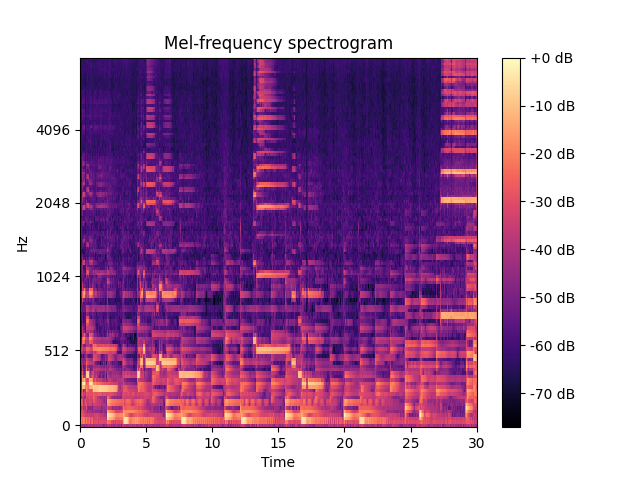 Mel-frequency spectrogram
+0 dB
4096
-10 dB
-20 dB
2048
-30 dB
Hz
1024
-40 dB
-50 dB
512
-60 dB
-70 dB
0
0 5 10 15 20 25 30
Time